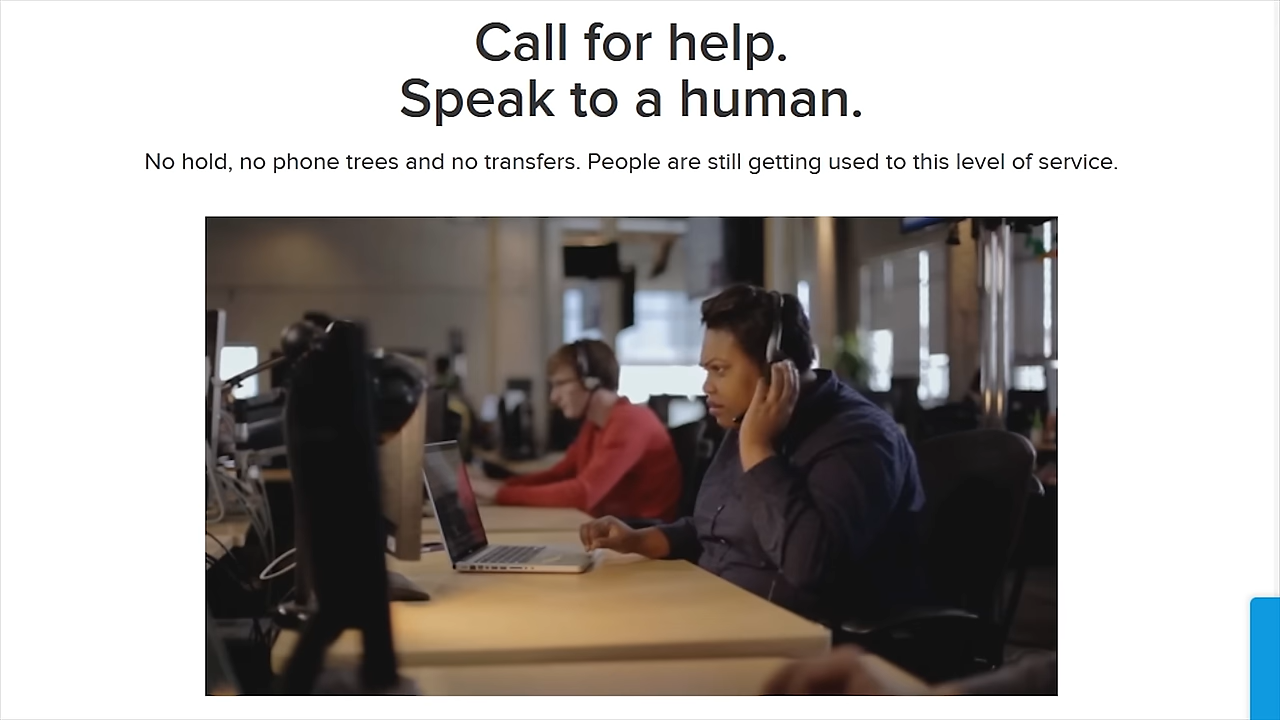 Call for help.
Speak to a human.
No hold, no phone trees and no transfers. People are still getting used to this level of service.